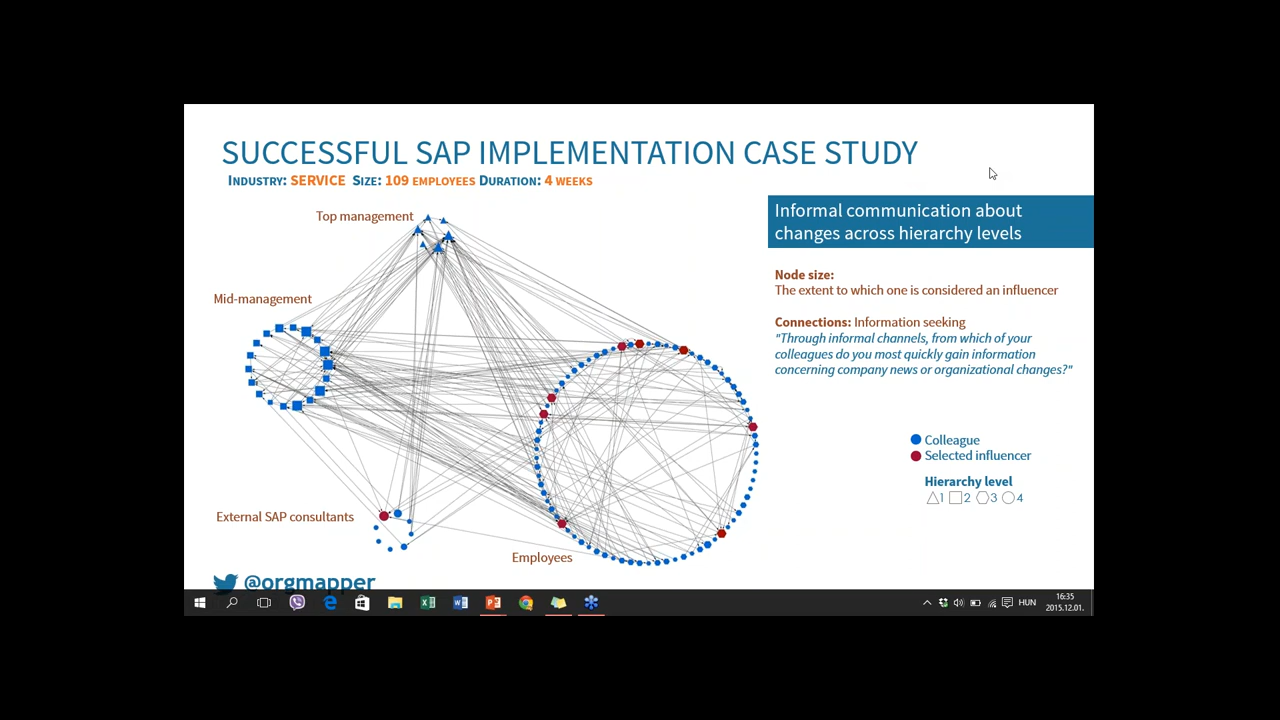 SUCCESSFUL SAP IMPLEMENTATION CASE STUDY
INDUSTRY: SERVICE SIZE: 109 EMPLOYEES DURATION: 4 WEEKS
Top management
Informal communication about
changes across hierarchy levels
Node size:
The extent to which one is considered an influencer
Mid-management
Connections: Information seeking
"Through informal channels, from which of your
colleagues do you most quickly gain information
concerning company news or organizational changes?"
Colleague
Selected influencer
Hierarchy level
1 2 3 4
External SAP consultants
Employees
@orgmapper
HUN
16:35
2015.12.01.